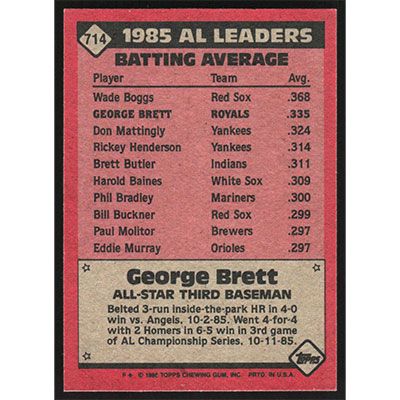 714
1985 AL LEADERS
BATTING AVERAGE
Player Team Avg.
Wade Boggs Red Sox .368
GEORGE BRETT ROYALS .335
Don Mattingly Yankees .324
Rickey Henderson Yankees .314
Brett Butler Indians .311
Harold Baines White Sox .309
Phil Bradley Mariners .300
Bill Buckner Red Sox .299
Paul Molitor Brewers .297
Eddie Murray Orioles .297
George Brett
ALL-STAR THIRD BASEMAN
Belted 3-run inside-the-park HR in 4-0
win vs. Angels. 10-2-85. Went 4-for-4
with 2 Homers in 6-5 win in 3rd game
of AL Championship Series. 10-11-85.
Topps
F* © 1986 TOPPS CHEWING GUM, INC. PRTD. IN U.S.A.